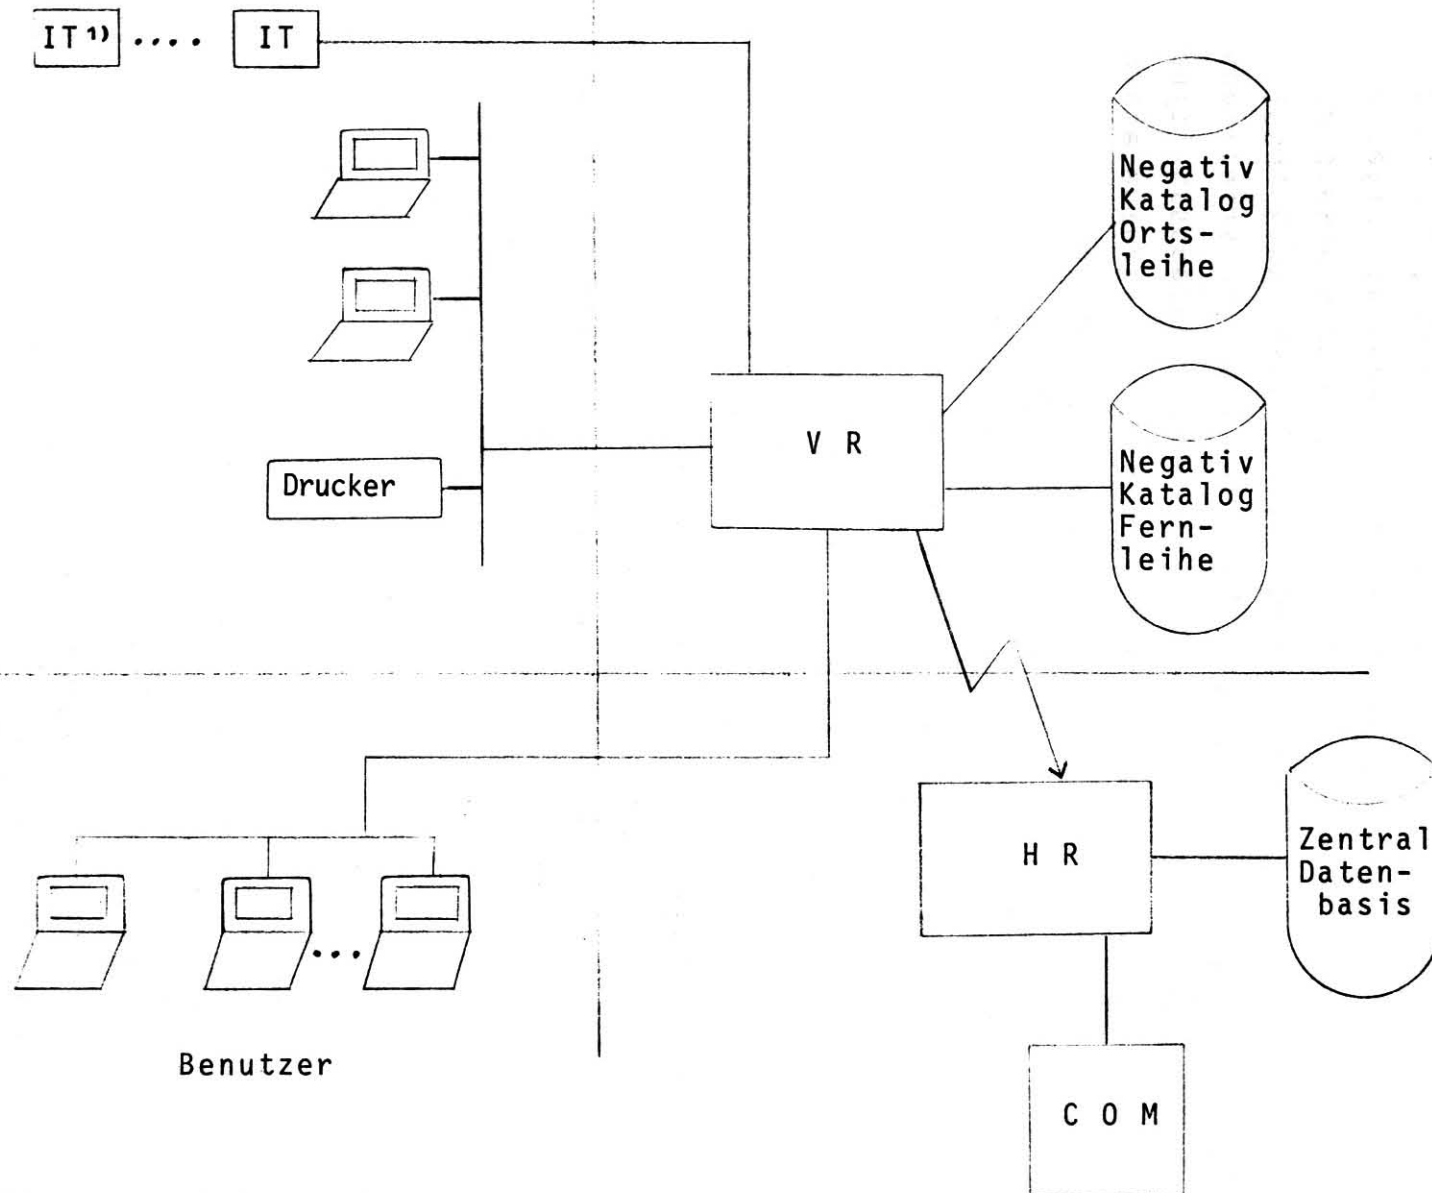 IT¹⁾ .... IT
Negativ
Katalog
Orts-
leihe
V R
Negativ
Katalog
Fern-
leihe
Drucker
H R
Zentral
Daten-
basis
...
Benutzer
C O M